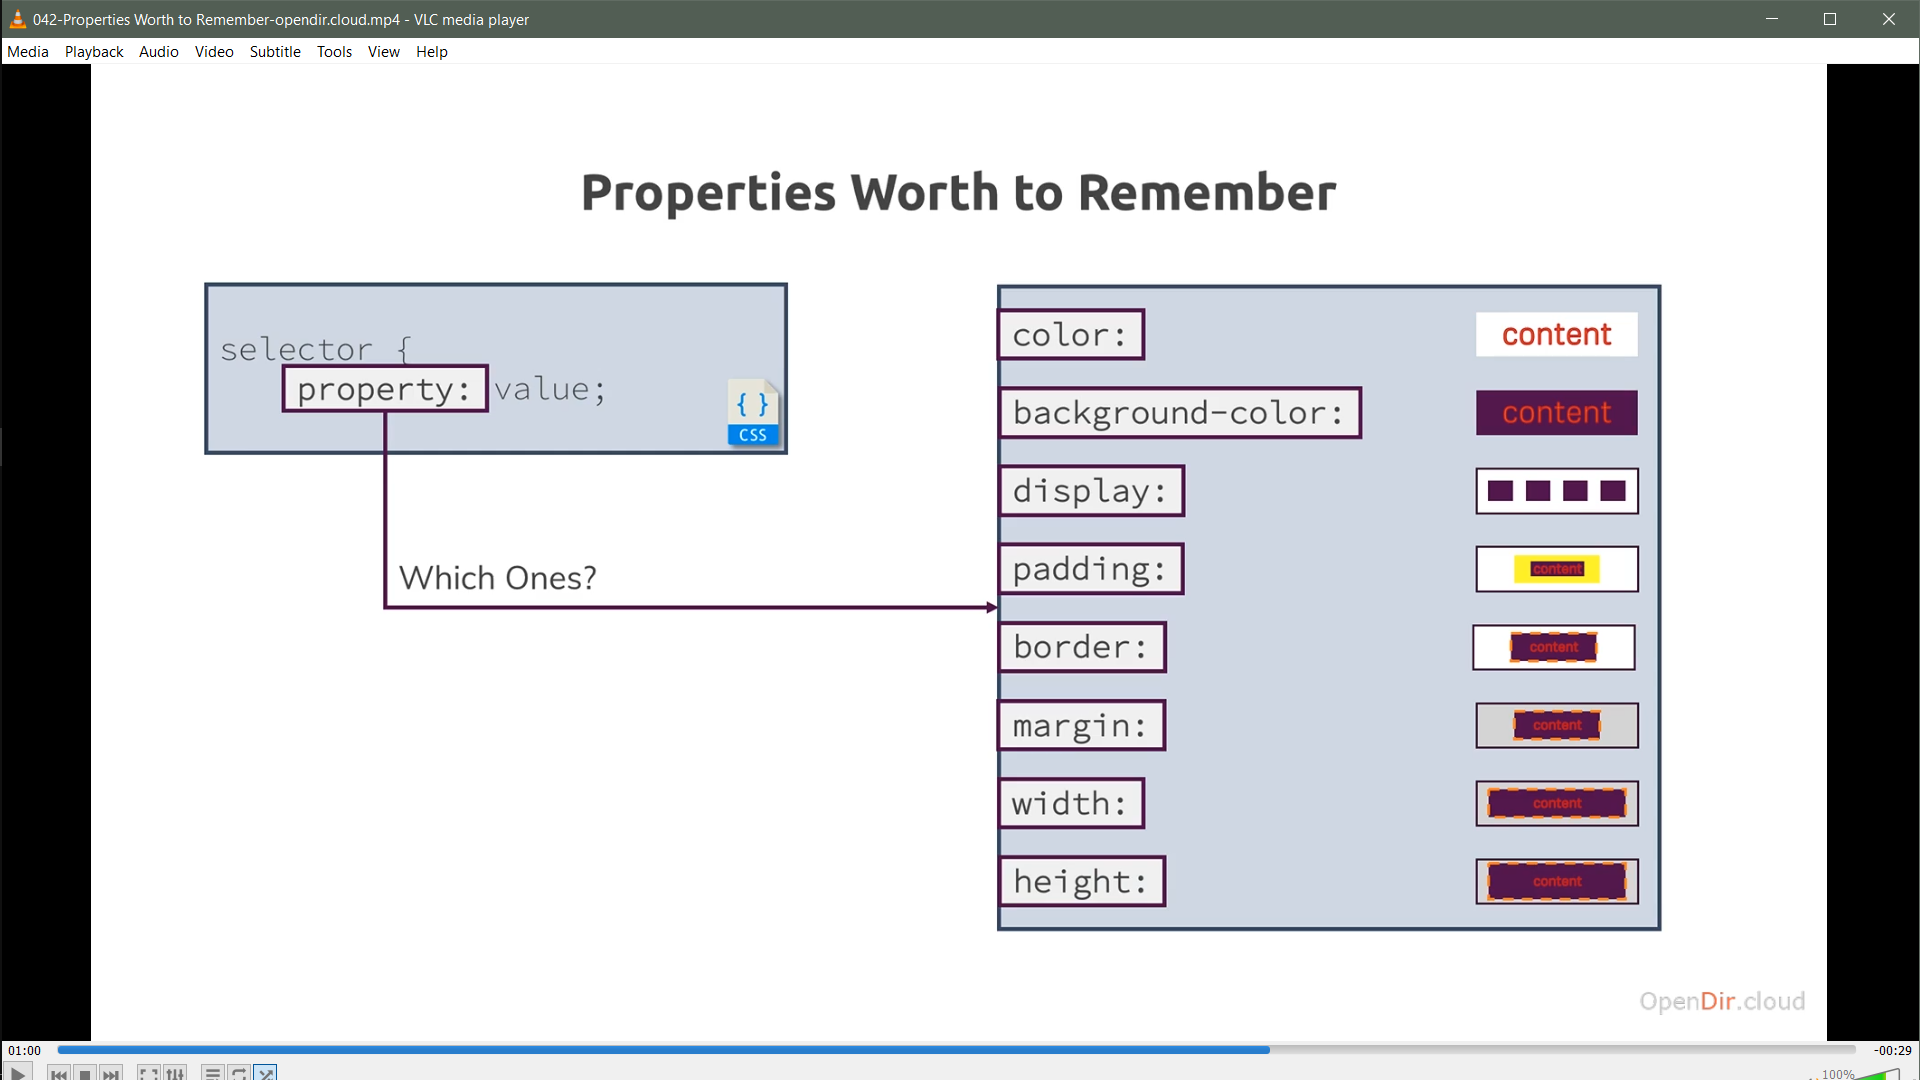 042-Properties Worth to Remember-opendir.cloud.mp4 - VLC media player
Media Playback Audio Video Subtitle Tools View Help
Properties Worth to Remember
selector {
property: value;
{ }
CSS
Which Ones?
color: content
background-color: content
display:
padding: content
border: content
margin: content
width: content
height: content
OpenDir.cloud
01:00 -00:29
100%